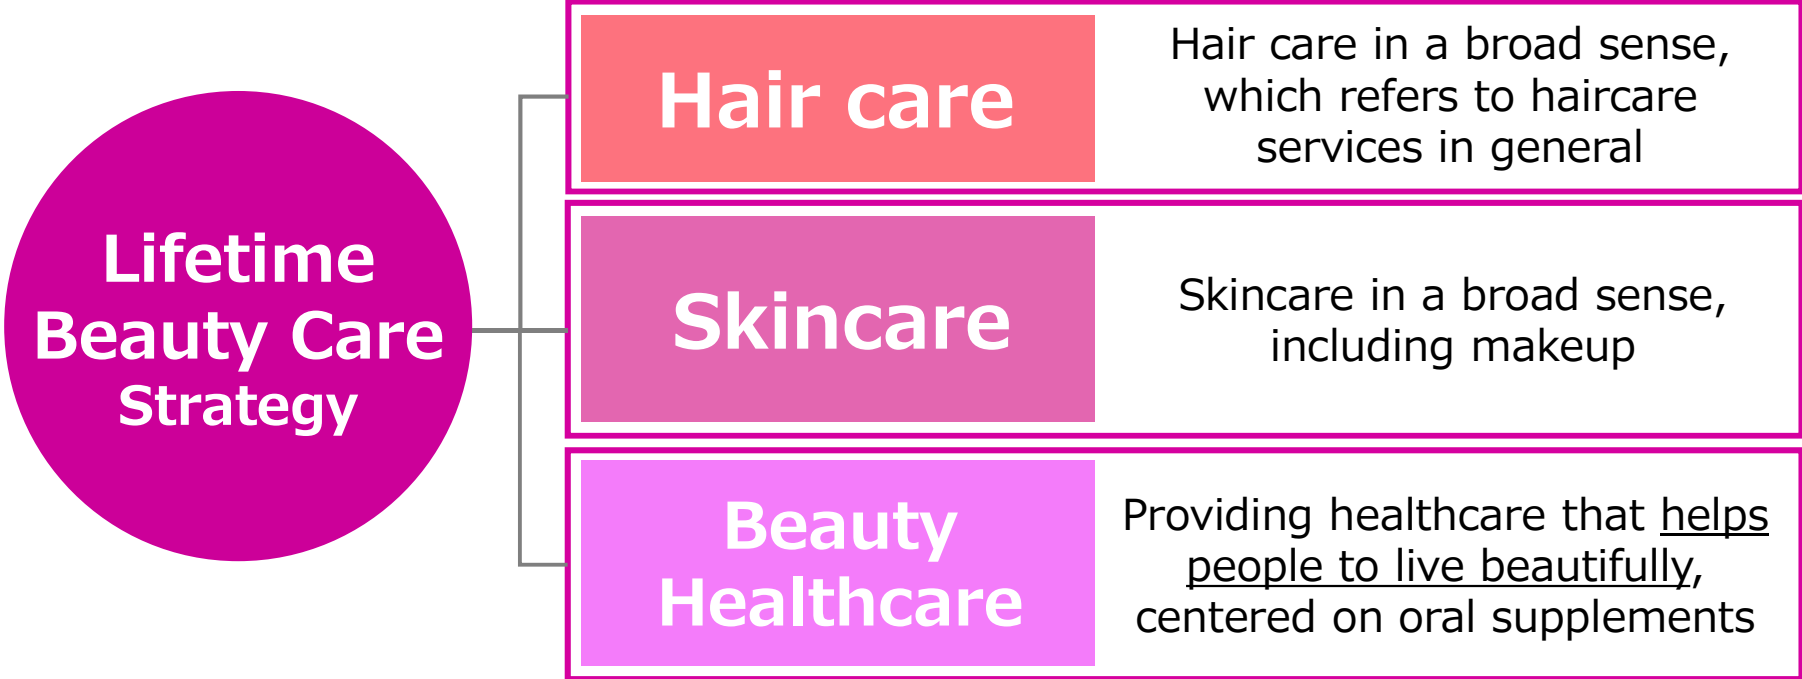 Lifetime
Beauty Care
Strategy
Hair care
Hair care in a broad sense,
which refers to haircare
services in general
Skincare
Skincare in a broad sense,
including makeup
Beauty
Healthcare
Providing healthcare that helps
people to live beautifully,
centered on oral supplements